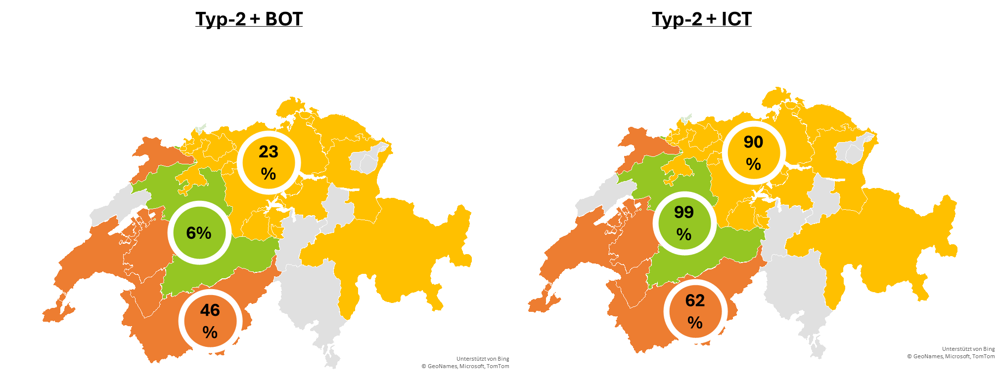 Typ-2 + BOT
23
%
6%
46
%
Unterstützt von Bing
© GeoNames, Microsoft, TomTom
Typ-2 + ICT
90
%
99
%
62
%
Unterstützt von Bing
© GeoNames, Microsoft, TomTom